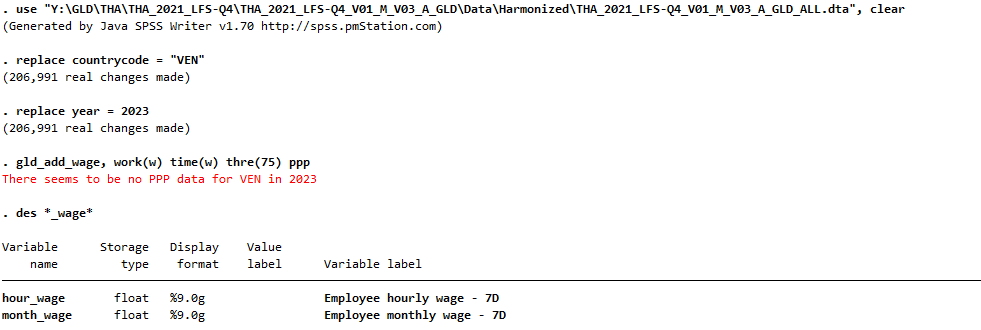 . use "Y:\GLD\THA\THA_2021_LFS-Q4\THA_2021_LFS-Q4_V01_M_V03_A_GLD\Data\Harmonized\THA_2021_LFS-Q4_V01_M_V03_A_GLD_ALL.dta", clear
(Generated by Java SPSS Writer v1.70 http://spss.pmStation.com)
. replace countrycode = "VEN"
(206,991 real changes made)
. replace year = 2023
(206,991 real changes made)
. gld_add_wage, work(w) time(w) thre(75) ppp
There seems to be no PPP data for VEN in 2023
. des *_wage*
Variable Storage Display Value
name type format label Variable label
hour_wage float %9.0g Employee hourly wage - 7D
month_wage float %9.0g Employee monthly wage - 7D